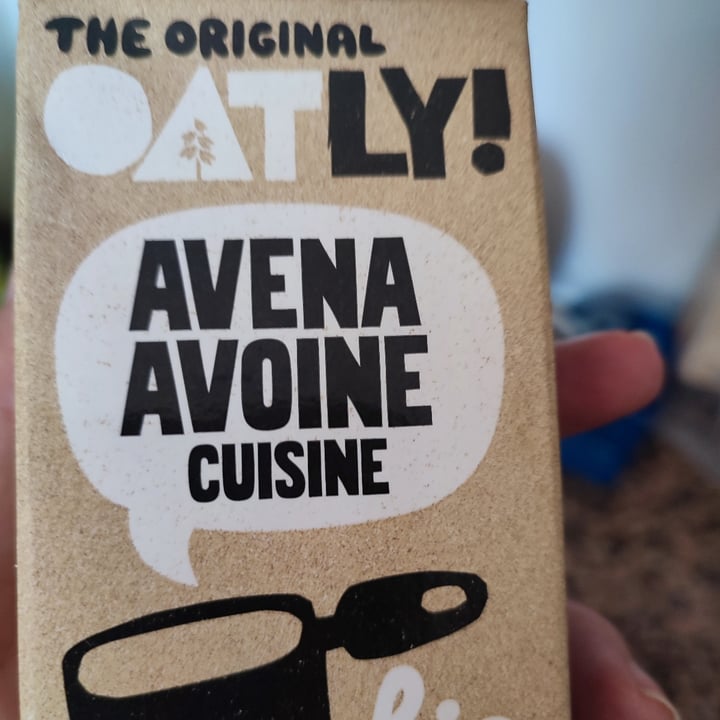 THE ORIGINAL
OATLY!
AVENA
AVOINE
CUISINE